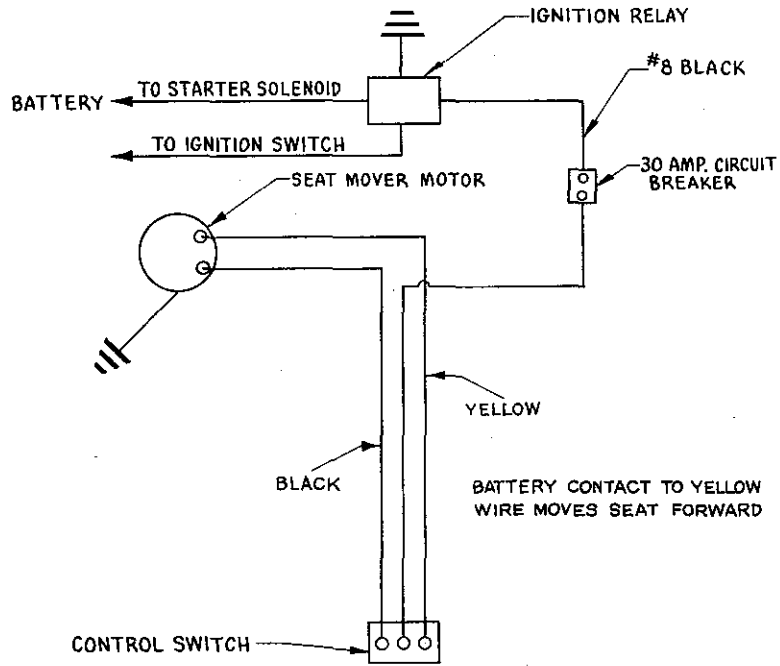 IGNITION RELAY
#8 BLACK
BATTERY
TO STARTER SOLENOID
TO IGNITION SWITCH
30 AMP. CIRCUIT
BREAKER
SEAT MOVER MOTOR
YELLOW
BLACK
BATTERY CONTACT TO YELLOW
WIRE MOVES SEAT FORWARD
CONTROL SWITCH